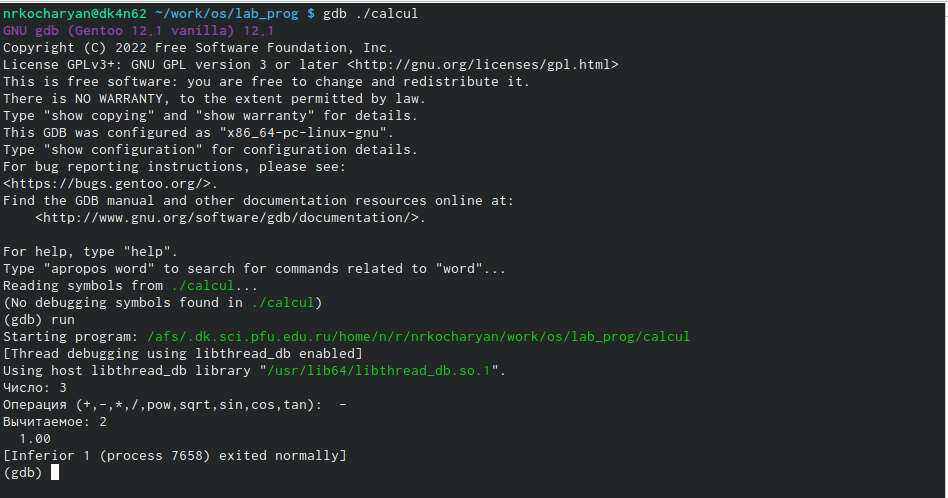 nrkocharyan@dk4n62 ~/work/os/lab_prog $ gdb ./calcul
GNU gdb (Gentoo 12.1 vanilla) 12.1
Copyright (C) 2022 Free Software Foundation, Inc.
License GPLv3+: GNU GPL version 3 or later <http://gnu.org/licenses/gpl.html>
This is free software: you are free to change and redistribute it.
There is NO WARRANTY, to the extent permitted by law.
Type "show copying" and "show warranty" for details.
This GDB was configured as "x86_64-pc-linux-gnu".
Type "show configuration" for configuration details.
For bug reporting instructions, please see:
<https://bugs.gentoo.org/>.
Find the GDB manual and other documentation resources online at:
    <http://www.gnu.org/software/gdb/documentation/>.

For help, type "help".
Type "apropos word" to search for commands related to "word"...
Reading symbols from ./calcul...
(No debugging symbols found in ./calcul)
(gdb) run
Starting program: /afs/.dk.sci.pfu.edu.ru/home/n/r/nrkocharyan/work/os/lab_prog/calcul
[Thread debugging using libthread_db enabled]
Using host libthread_db library "/usr/lib64/libthread_db.so.1".
Число: 3
Операция (+,-,*,/,pow,sqrt,sin,cos,tan):  -
Вычитаемое: 2
  1.00
[Inferior 1 (process 7658) exited normally]
(gdb)